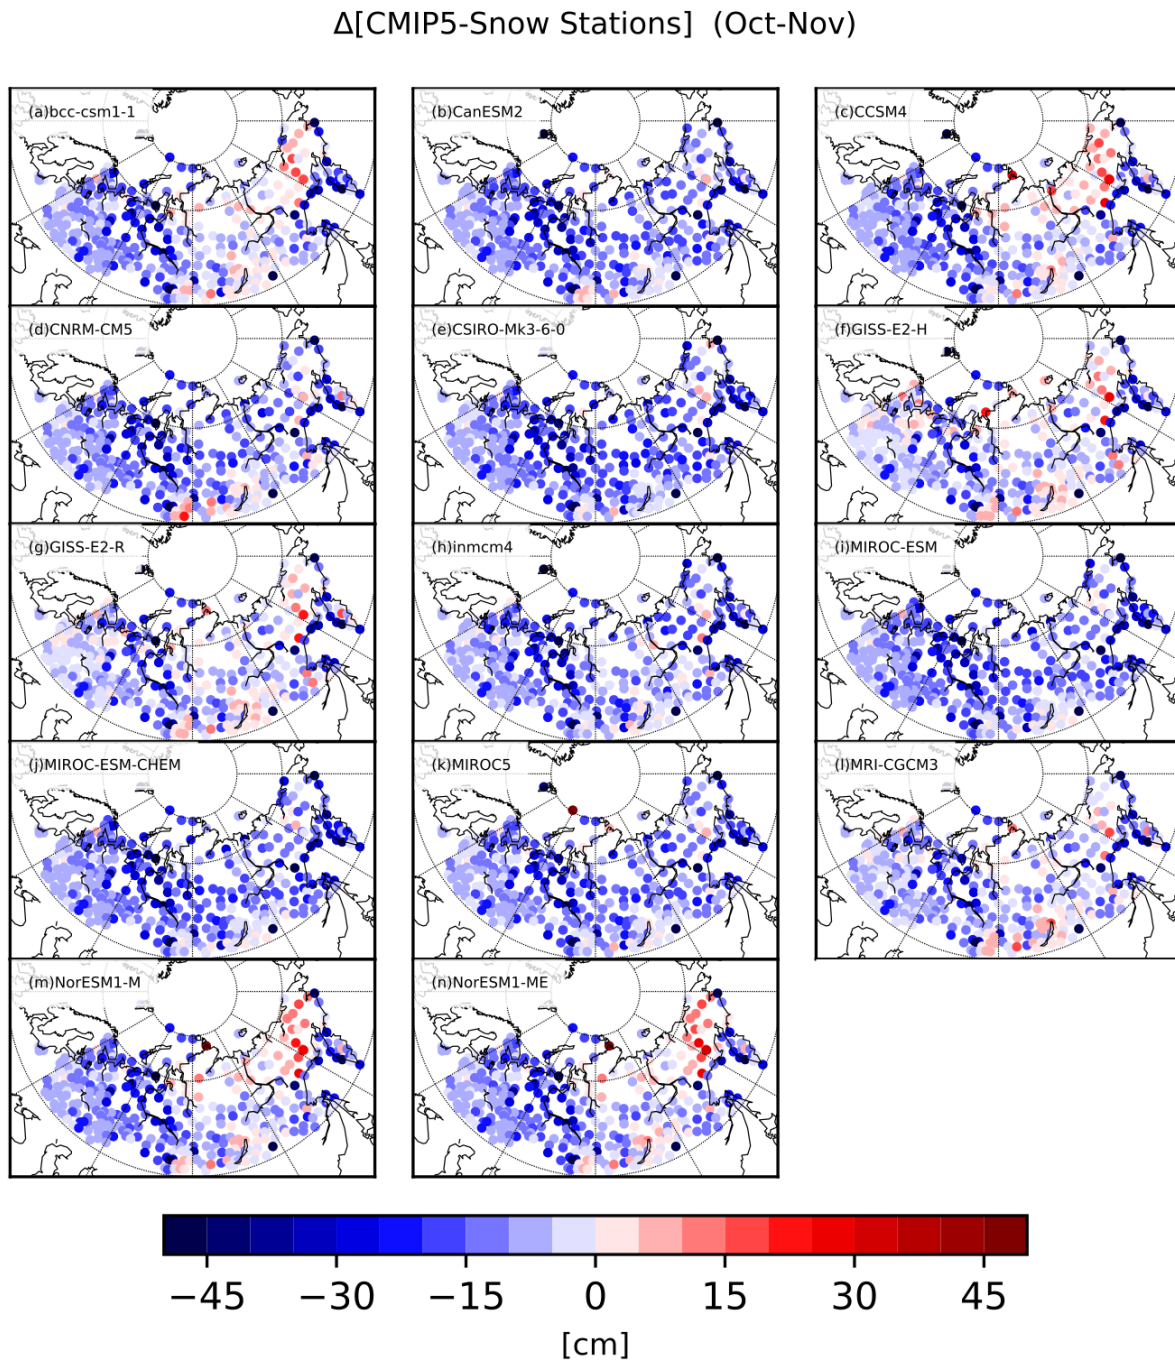 Δ[CMIP5-Snow Stations] (Oct-Nov)
(a)bcc-csm1-1
(b)CanESM2
(c)CCSM4
(d)CNRM-CM5
(e)CSIRO-Mk3-6-0
(f)GISS-E2-H
(g)GISS-E2-R
(h)inmcm4
(i)MIROC-ESM
(j)MIROC-ESM-CHEM
(k)MIROC5
(l)MRI-CGCM3
(m)NorESM1-M
(n)NorESM1-ME
−45 −30 −15 0 15 30 45
[cm]